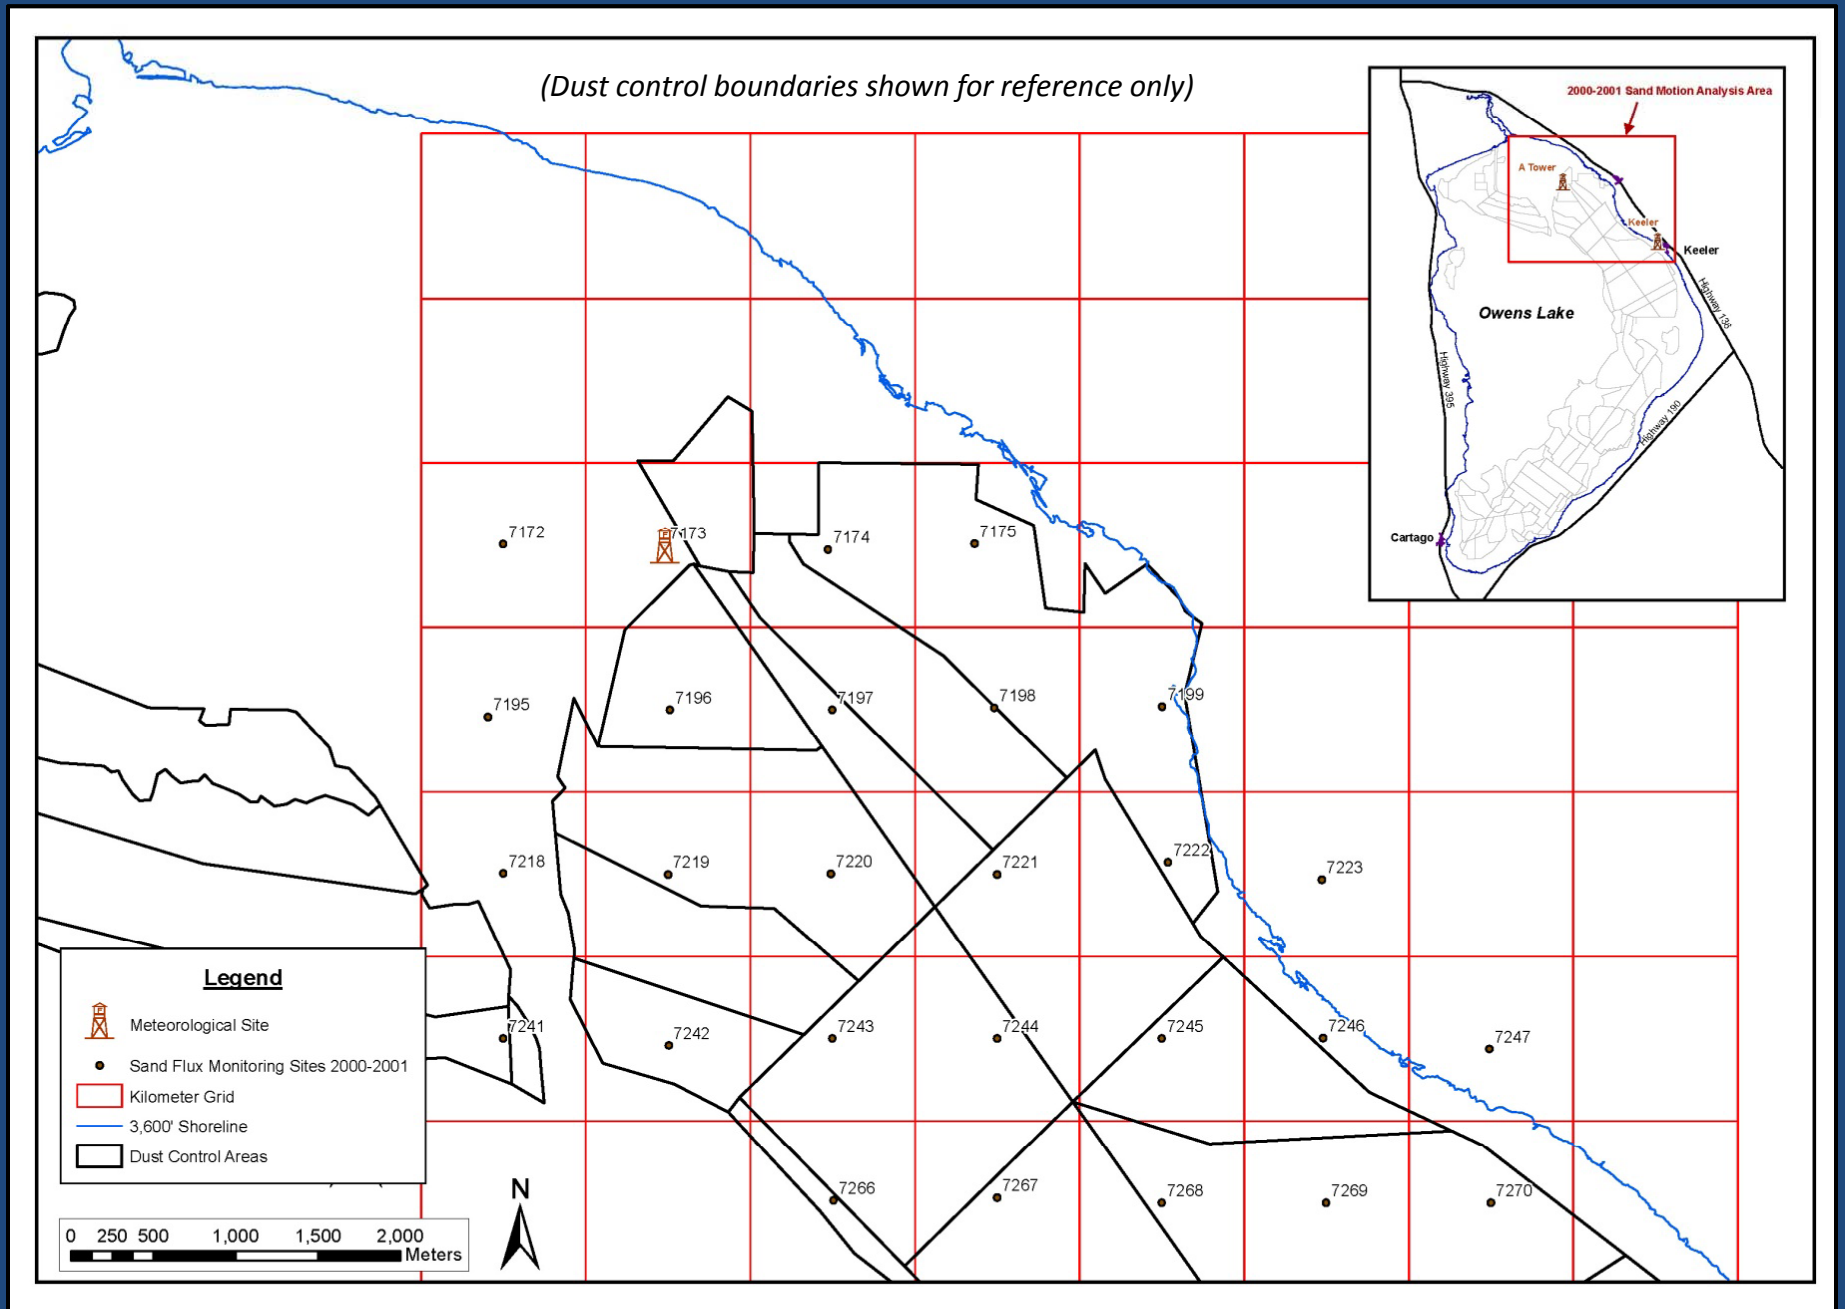 (Dust control boundaries shown for reference only)
2000-2001 Sand Motion Analysis Area
A Tower
Keeler
Keeler
Highway 136
Owens Lake
Highway 395
Highway 190
Cartago
7172
7173
7174
7175
7195
7196
7197
7198
7199
7218
7219
7220
7221
7222
7223
7241
7242
7243
7244
7245
7246
7247
7266
7267
7268
7269
7270
Legend
Meteorological Site
Sand Flux Monitoring Sites 2000-2001
Kilometer Grid
3,600' Shoreline
Dust Control Areas
N
0 250 500 1,000 1,500 2,000
Meters